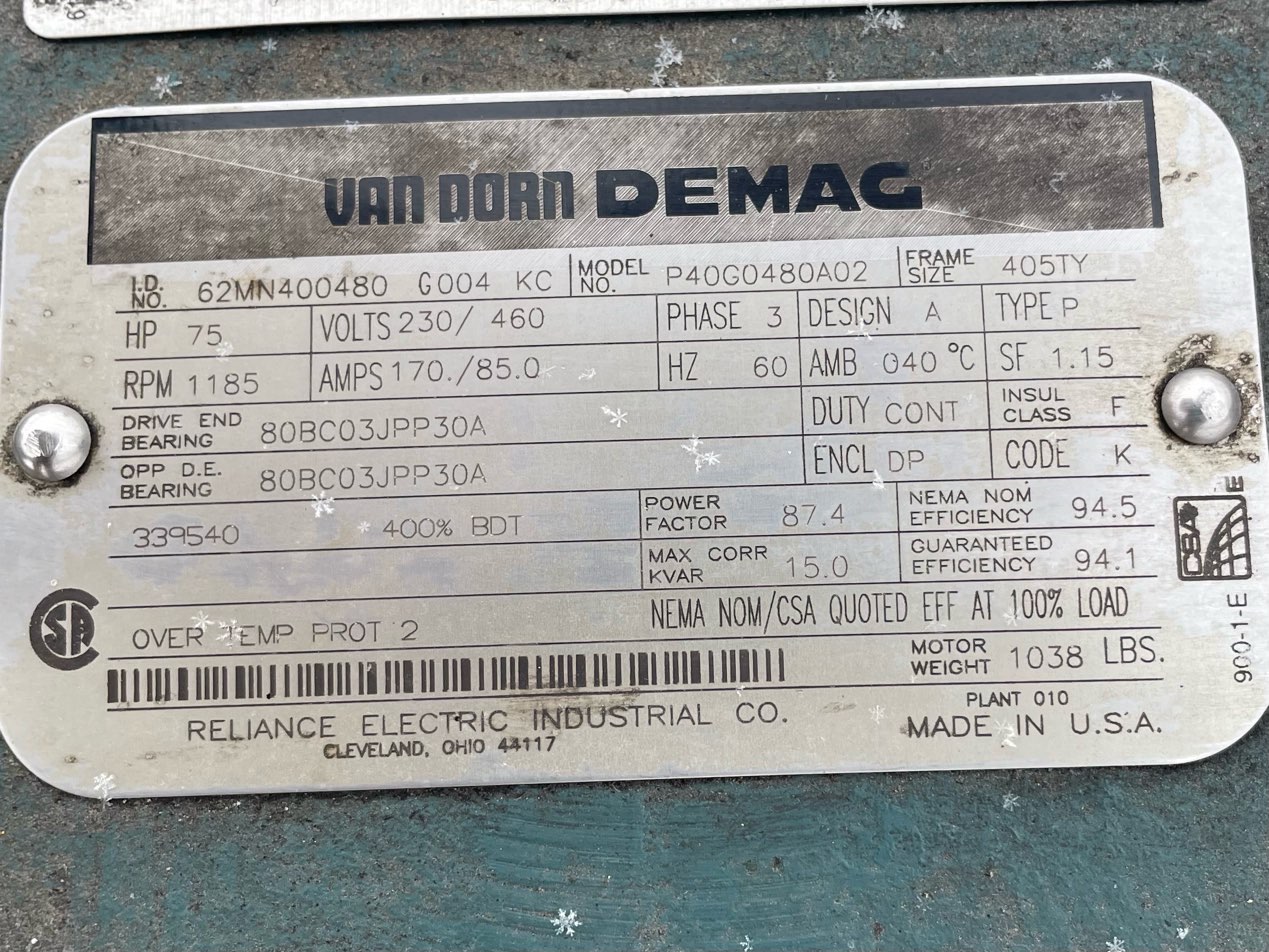 VAN DORN DEMAG
I.D. NO. 62MN400480 G004 KC MODEL NO. P40G0480A02 FRAME SIZE 405TY
HP 75 VOLTS 230/ 460 PHASE 3 DESIGN A TYPE P
RPM 1185 AMPS 170./85.0 HZ 60 AMB 040 °C SF 1.15
DRIVE END BEARING 80BC03JPP30A DUTY CONT INSUL CLASS F
OPP D.E. BEARING 80BC03JPP30A ENCL DP CODE K
339540 400% BDT POWER FACTOR 87.4 NEMA NOM EFFICIENCY 94.5
MAX CORR KVAR 15.0 GUARANTEED EFFICIENCY 94.1
OVER TEMP PROT 2 NEMA NOM/CSA QUOTED EFF AT 100% LOAD
MOTOR WEIGHT 1038 LBS.
RELIANCE ELECTRIC INDUSTRIAL CO.
CLEVELAND, OHIO 44117
PLANT 010
MADE IN U.S.A.
SA
CSA
E
900-1-E